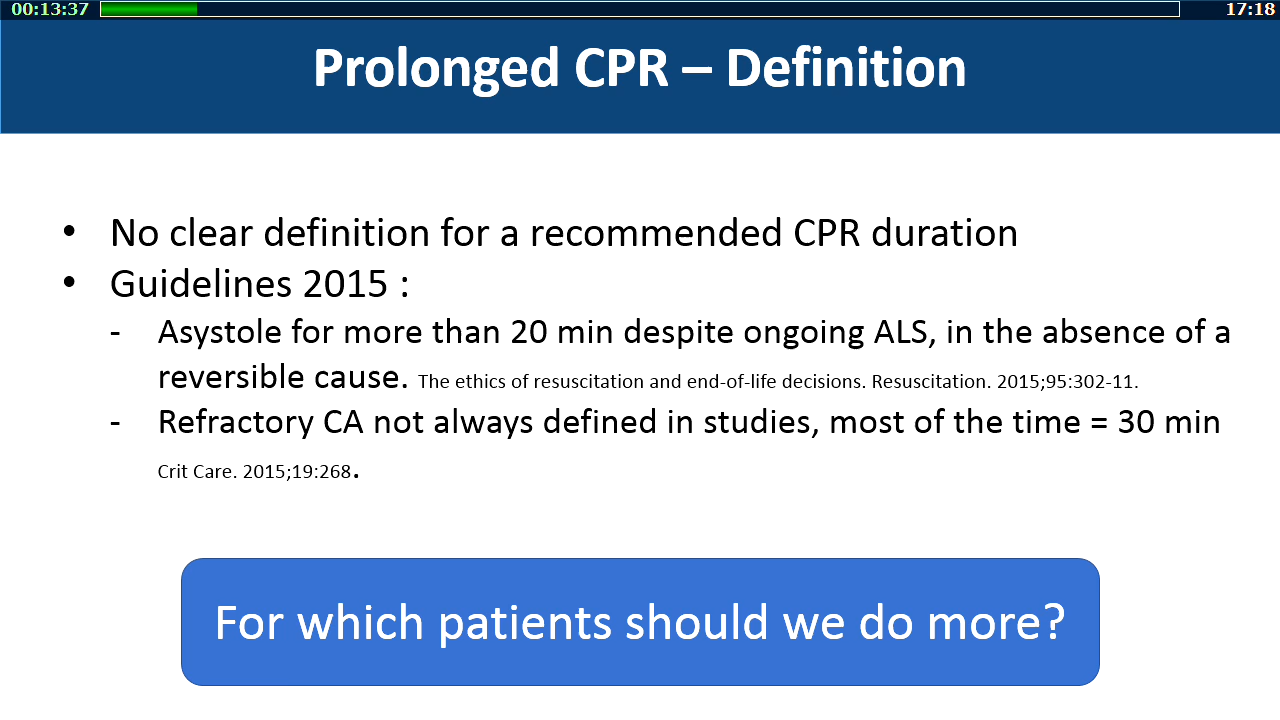 00:13:37
17:18
Prolonged CPR – Definition
• No clear definition for a recommended CPR duration
• Guidelines 2015 :
- Asystole for more than 20 min despite ongoing ALS, in the absence of a
reversible cause. The ethics of resuscitation and end-of-life decisions. Resuscitation. 2015;95:302-11.
- Refractory CA not always defined in studies, most of the time = 30 min
Crit Care. 2015;19:268.
For which patients should we do more?